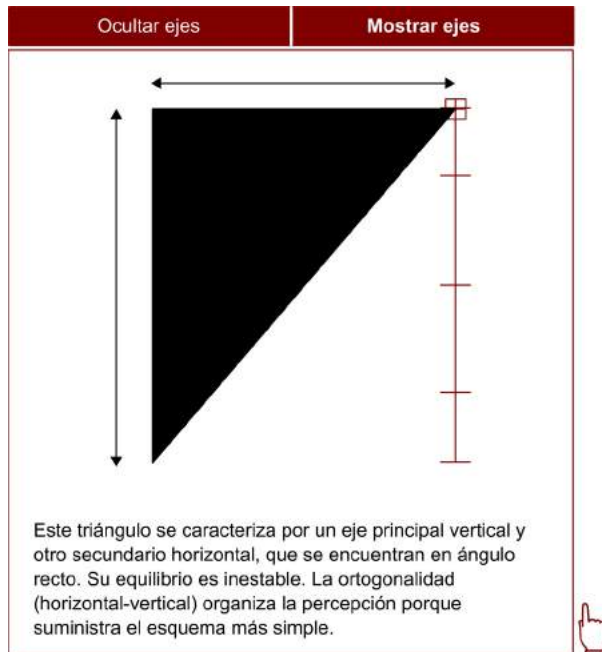 Ocultar ejes
Mostrar ejes
Este triángulo se caracteriza por un eje principal vertical y
otro secundario horizontal, que se encuentran en ángulo
recto. Su equilibrio es inestable. La ortogonalidad
(horizontal-vertical) organiza la percepción porque
suministra el esquema más simple.